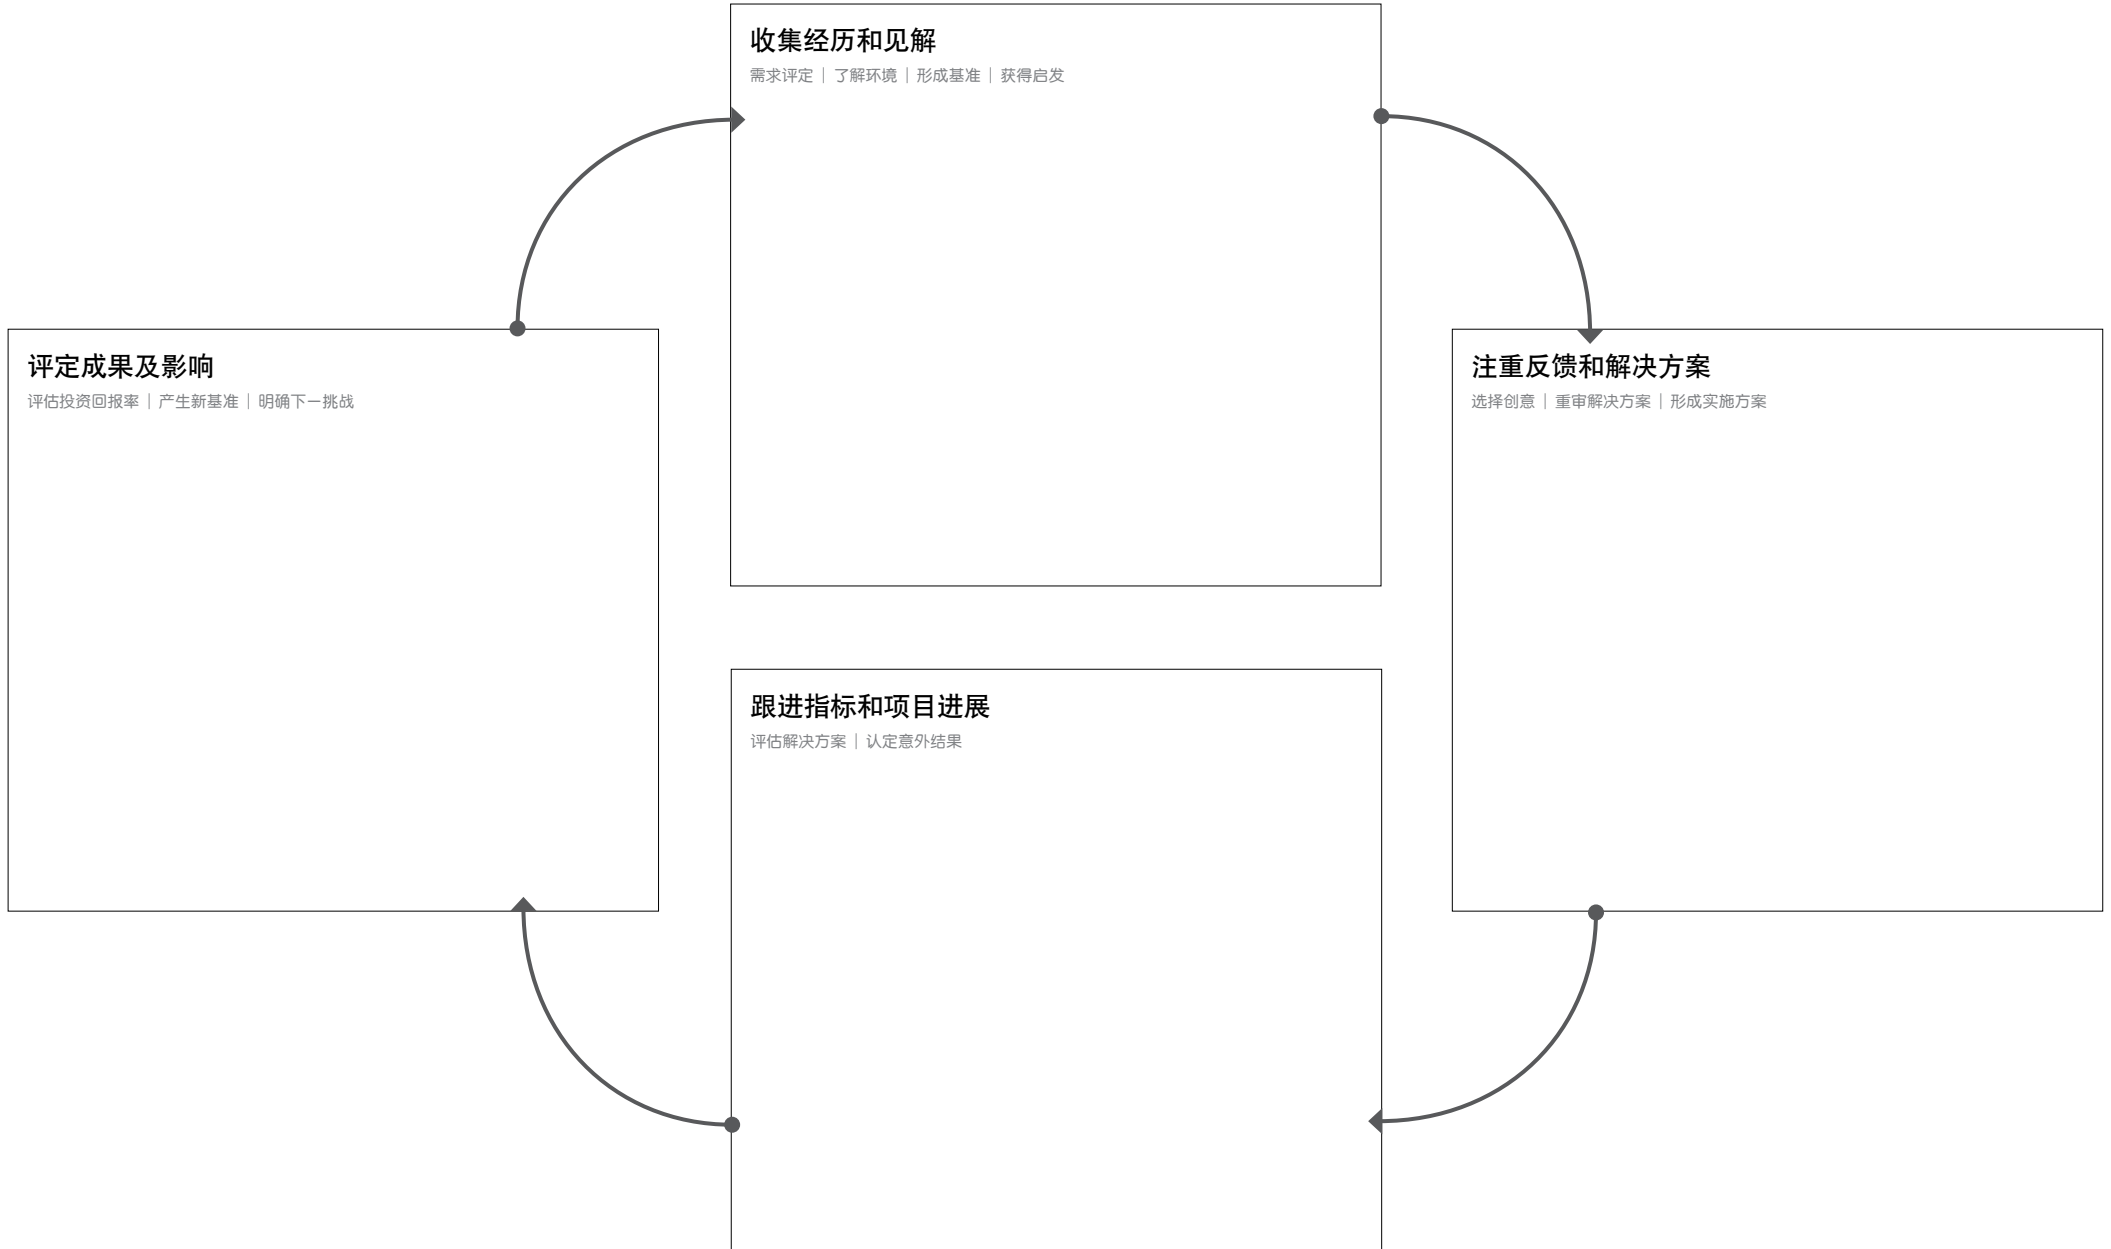 收集经历和见解
需求评定｜了解环境｜形成基准｜获得启发
评定成果及影响
评估投资回报率｜产生新基准｜明确下一挑战
注重反馈和解决方案
选择创意｜重审解决方案｜形成实施方案
跟进指标和项目进展
评估解决方案｜认定意外结果